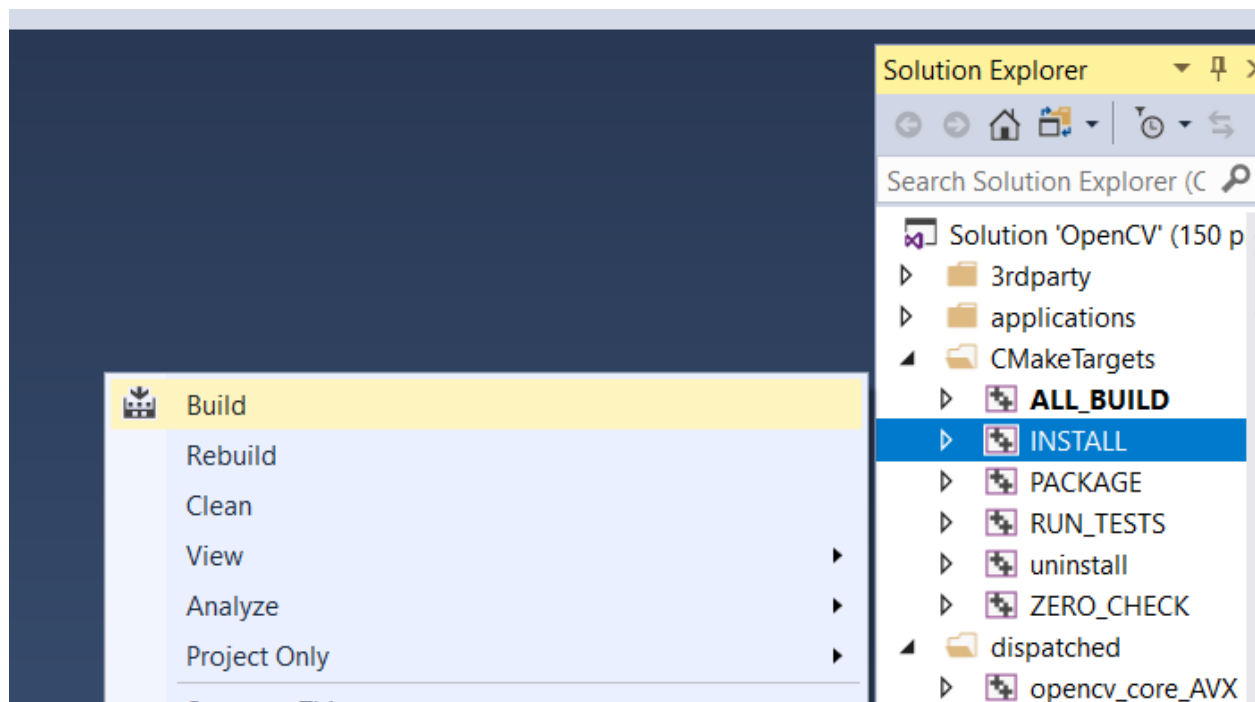 Solution Explorer
Search Solution Explorer (C
Solution 'OpenCV' (150 p
3rdparty
applications
CMakeTargets
ALL_BUILD
INSTALL
PACKAGE
RUN_TESTS
uninstall
ZERO_CHECK
dispatched
opencv_core_AVX
Build
Rebuild
Clean
View
Analyze
Project Only